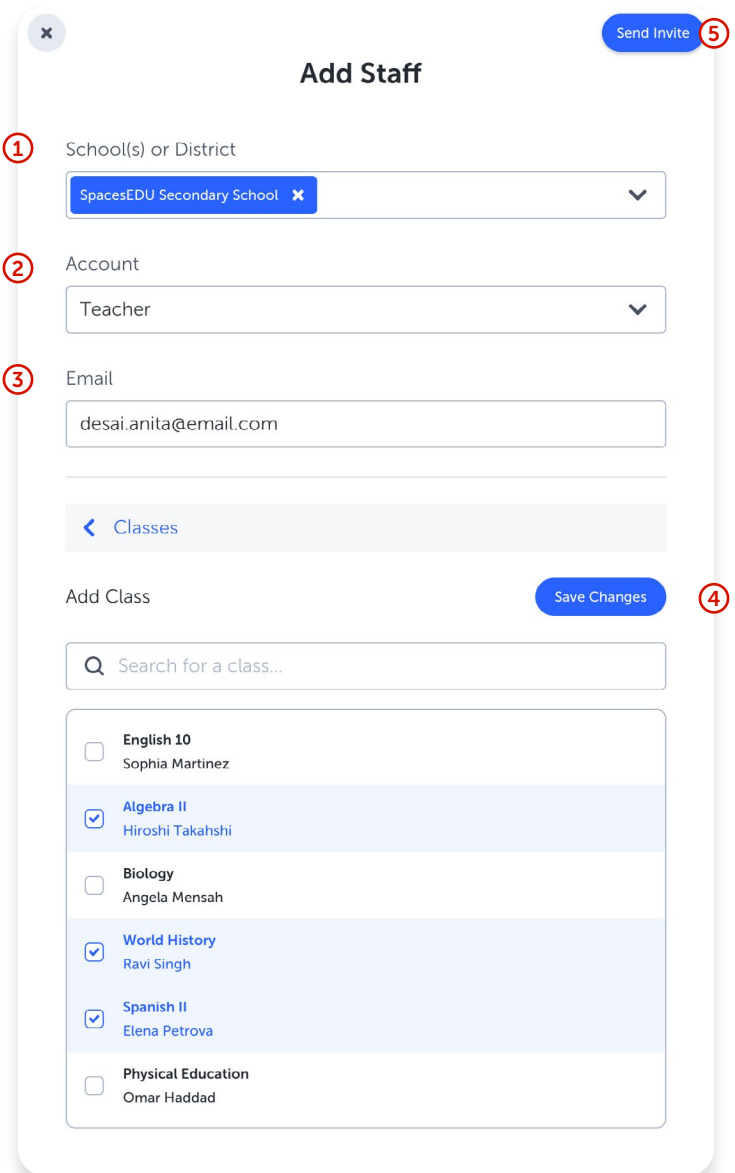 Send Invite 5
Add Staff
1 School(s) or District
SpacesEDU Secondary School
2 Account
Teacher
3 Email
desai.anita@email.com
Classes
Add Class Save Changes 4
Search for a class...
English 10
Sophia Martinez
Algebra II
Hiroshi Takahshi
Biology
Angela Mensah
World History
Ravi Singh
Spanish II
Elena Petrova
Physical Education
Omar Haddad